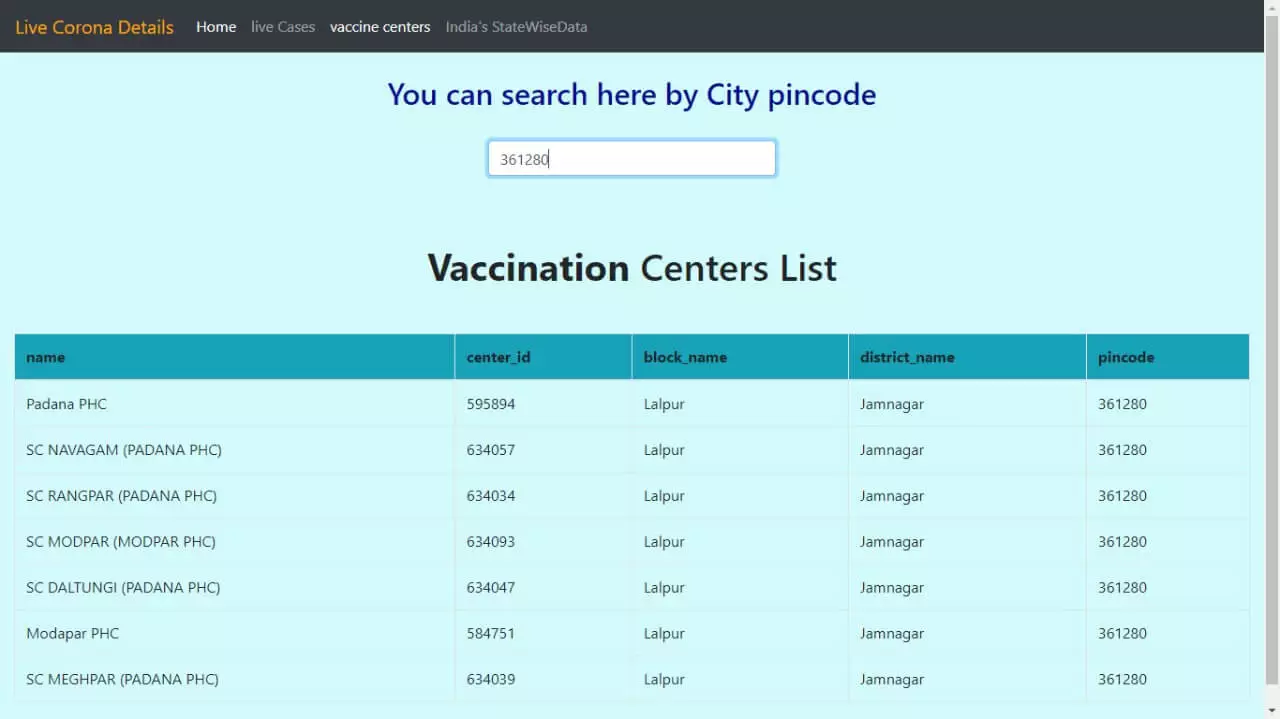 Live Corona Details Home live Cases vaccine centers India's StateWiseData
You can search here by City pincode
361280
Vaccination Centers List
name center_id block_name district_name pincode
Padana PHC 595894 Lalpur Jamnagar 361280
SC NAVAGAM (PADANA PHC) 634057 Lalpur Jamnagar 361280
SC RANGPAR (PADANA PHC) 634034 Lalpur Jamnagar 361280
SC MODPAR (MODPAR PHC) 634093 Lalpur Jamnagar 361280
SC DALTUNGI (PADANA PHC) 634047 Lalpur Jamnagar 361280
Modapar PHC 584751 Lalpur Jamnagar 361280
SC MEGHPAR (PADANA PHC) 634039 Lalpur Jamnagar 361280